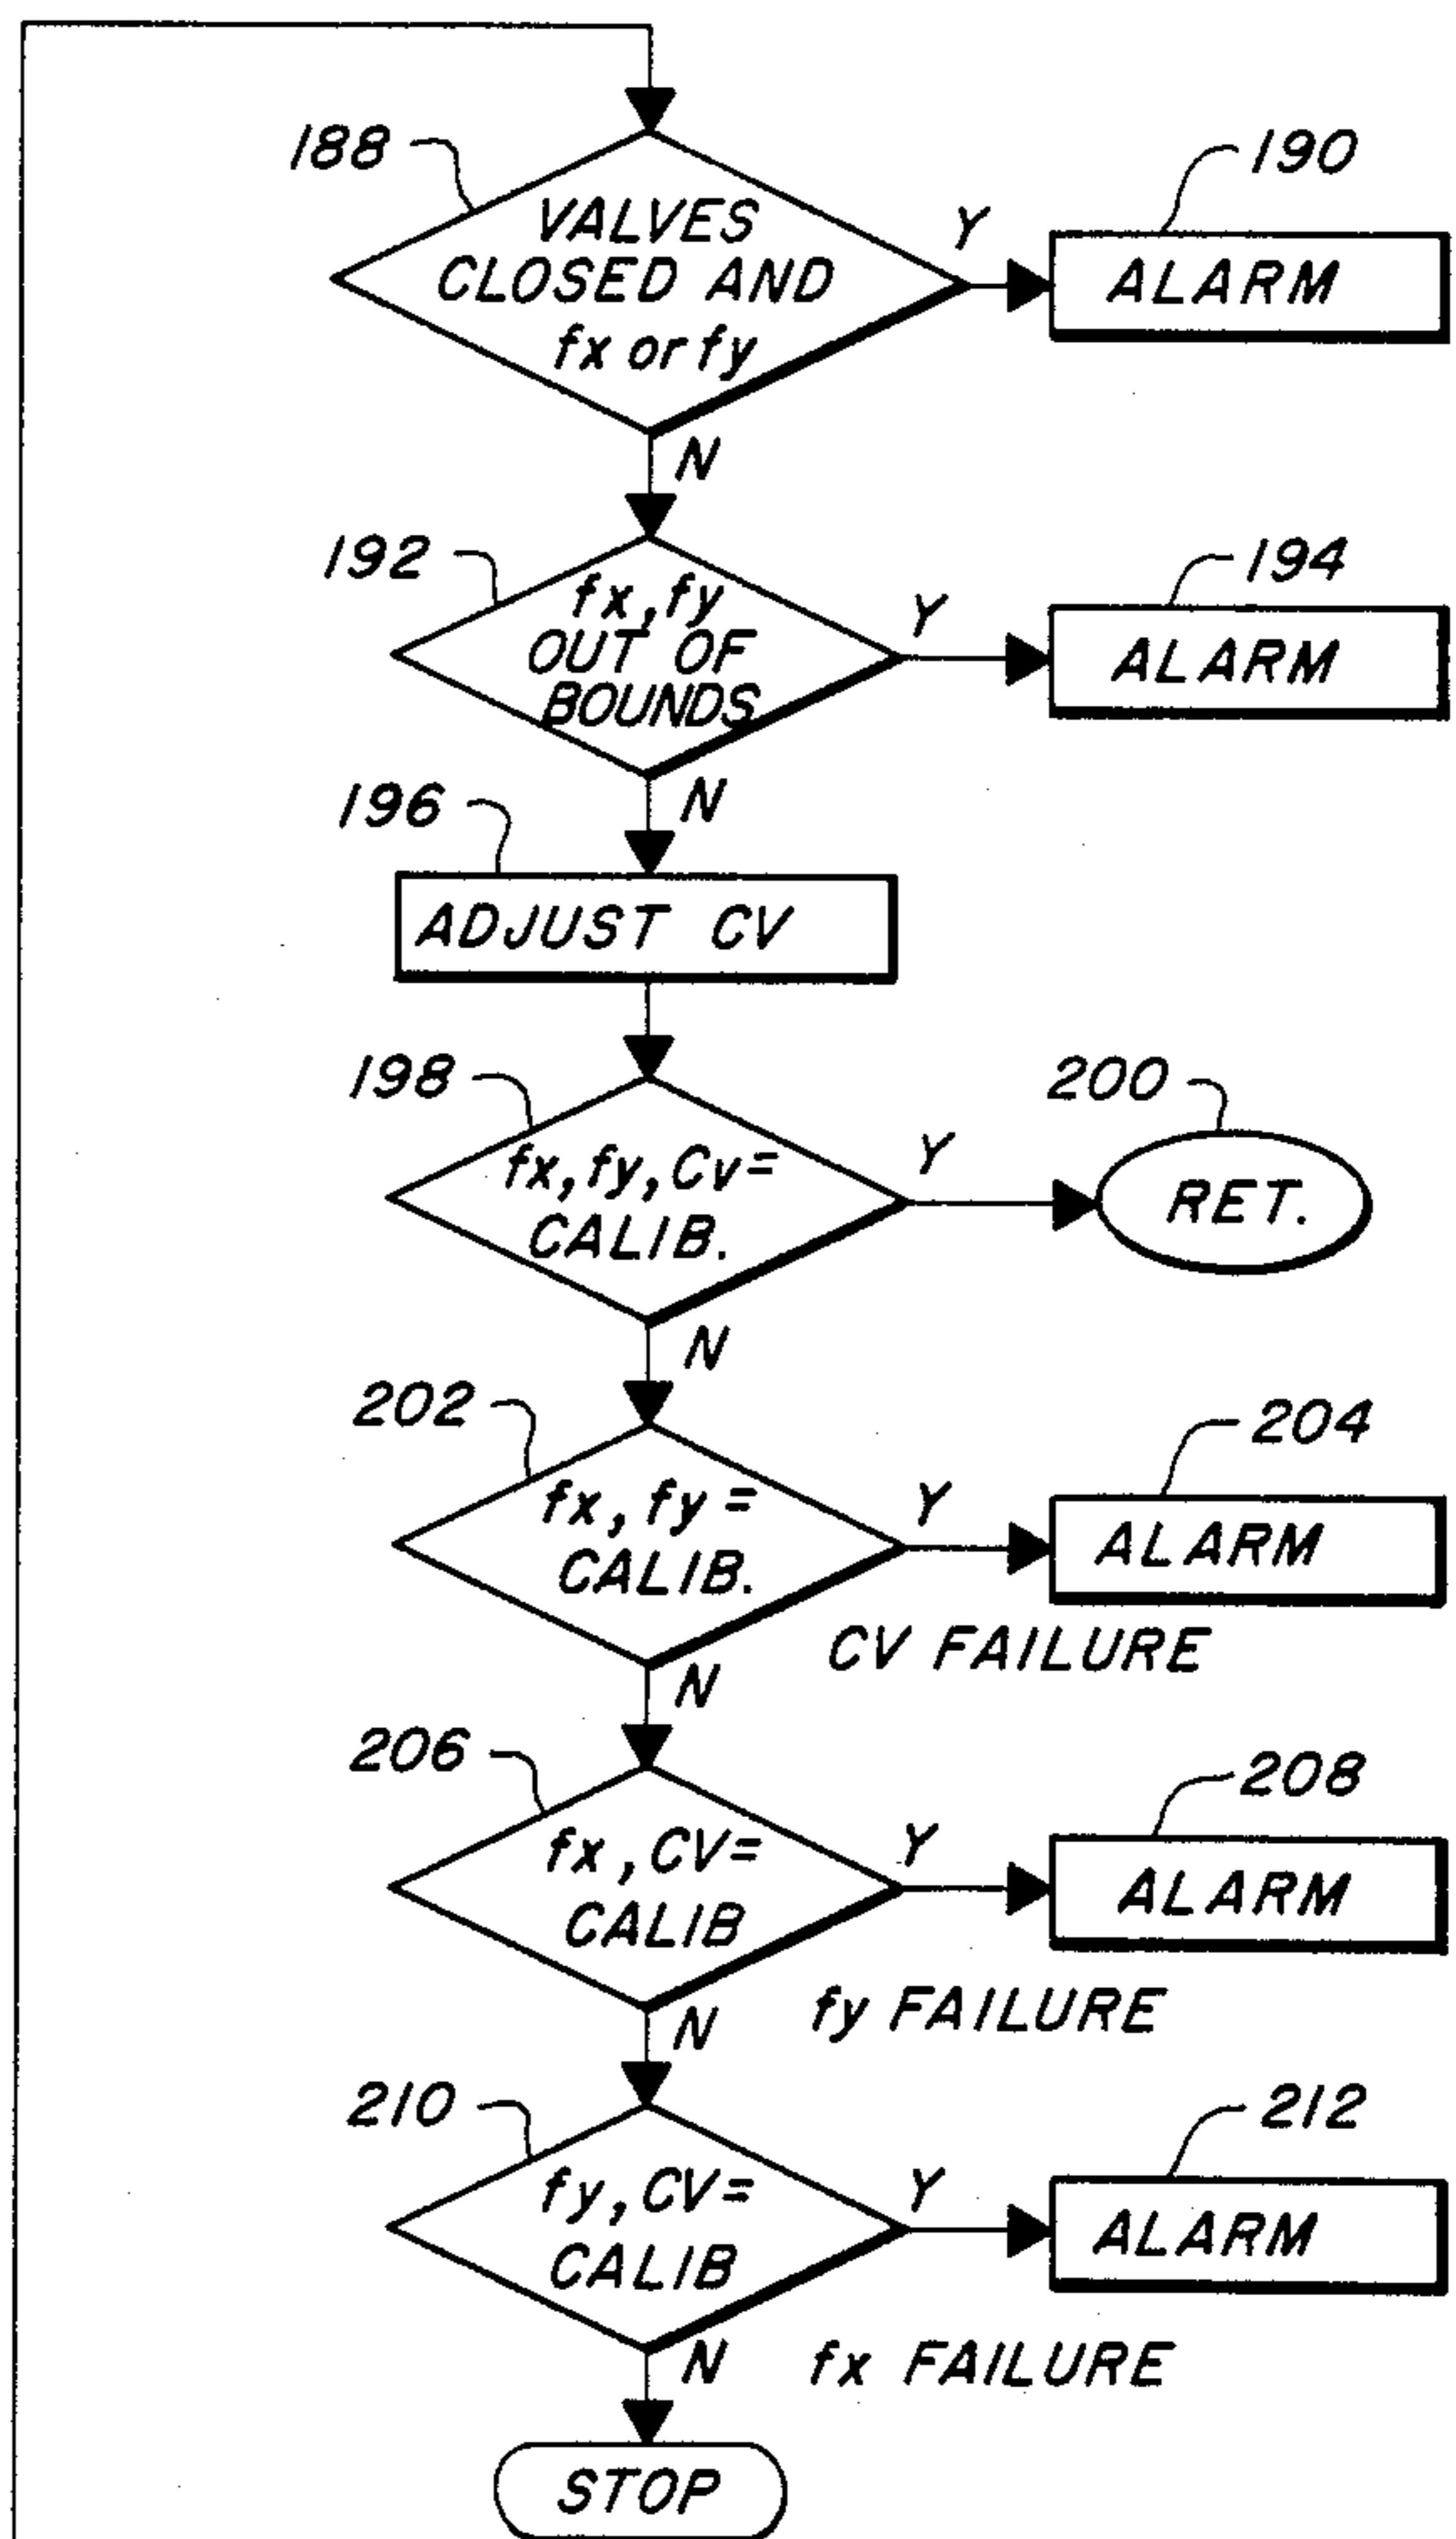 188
VALVES
CLOSED AND
fx or fy
Y
190
ALARM
N
192
fx, fy
OUT OF
BOUNDS
Y
194
ALARM
N
196
ADJUST CV
198
fx, fy, Cv =
CALIB.
Y
200
RET.
N
202
fx, fy =
CALIB.
Y
204
ALARM
CV FAILURE
N
206
fx, CV =
CALIB
Y
208
ALARM
fy FAILURE
N
210
fy, CV =
CALIB
Y
212
ALARM
fx FAILURE
N
STOP